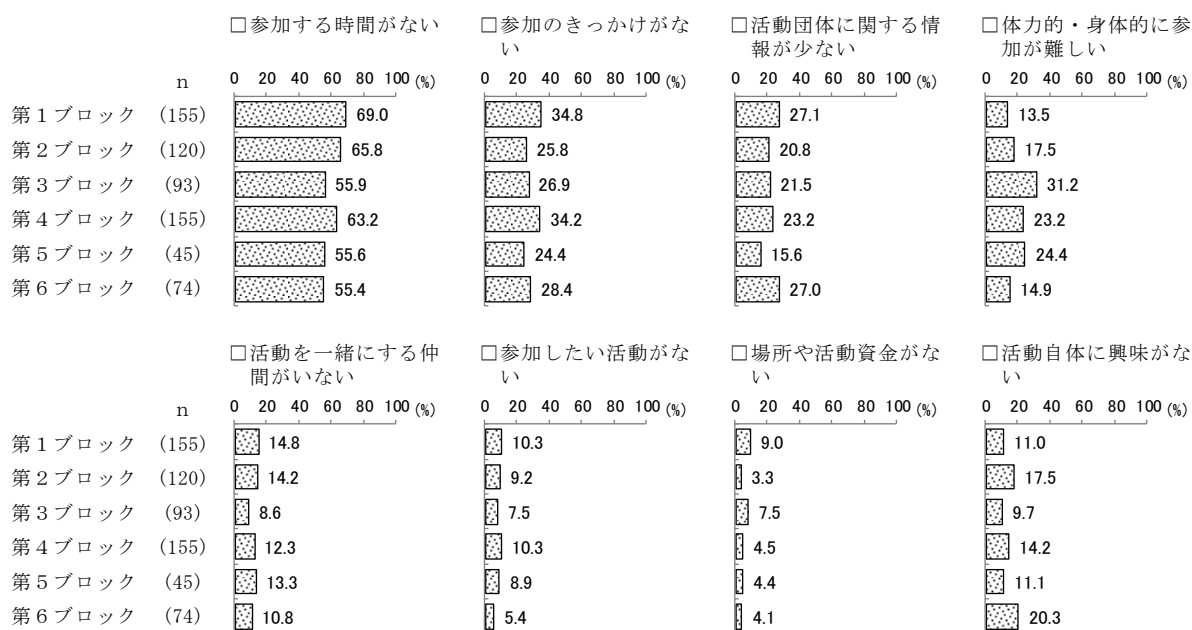 □参加する時間がない □参加のきっかけがな □活動団体に関する情 □体力的・身体的に参
い 報が少ない 加が難しい
n 0 20 40 60 80 100 (%) 0 20 40 60 80 100 (%) 0 20 40 60 80 100 (%) 0 20 40 60 80 100 (%)
第1ブロック (155) 69.0 34.8 27.1 13.5
第2ブロック (120) 65.8 25.8 20.8 17.5
第3ブロック (93) 55.9 26.9 21.5 31.2
第4ブロック (155) 63.2 34.2 23.2 23.2
第5ブロック (45) 55.6 24.4 15.6 24.4
第6ブロック (74) 55.4 28.4 27.0 14.9
□活動を一緒にする仲 □参加したい活動がな □場所や活動資金がな □活動自体に興味がな
間がいない い い い
n 0 20 40 60 80 100 (%) 0 20 40 60 80 100 (%) 0 20 40 60 80 100 (%) 0 20 40 60 80 100 (%)
第1ブロック (155) 14.8 10.3 9.0 11.0
第2ブロック (120) 14.2 9.2 3.3 17.5
第3ブロック (93) 8.6 7.5 7.5 9.7
第4ブロック (155) 12.3 10.3 4.5 14.2
第5ブロック (45) 13.3 8.9 4.4 11.1
第6ブロック (74) 10.8 5.4 4.1 20.3